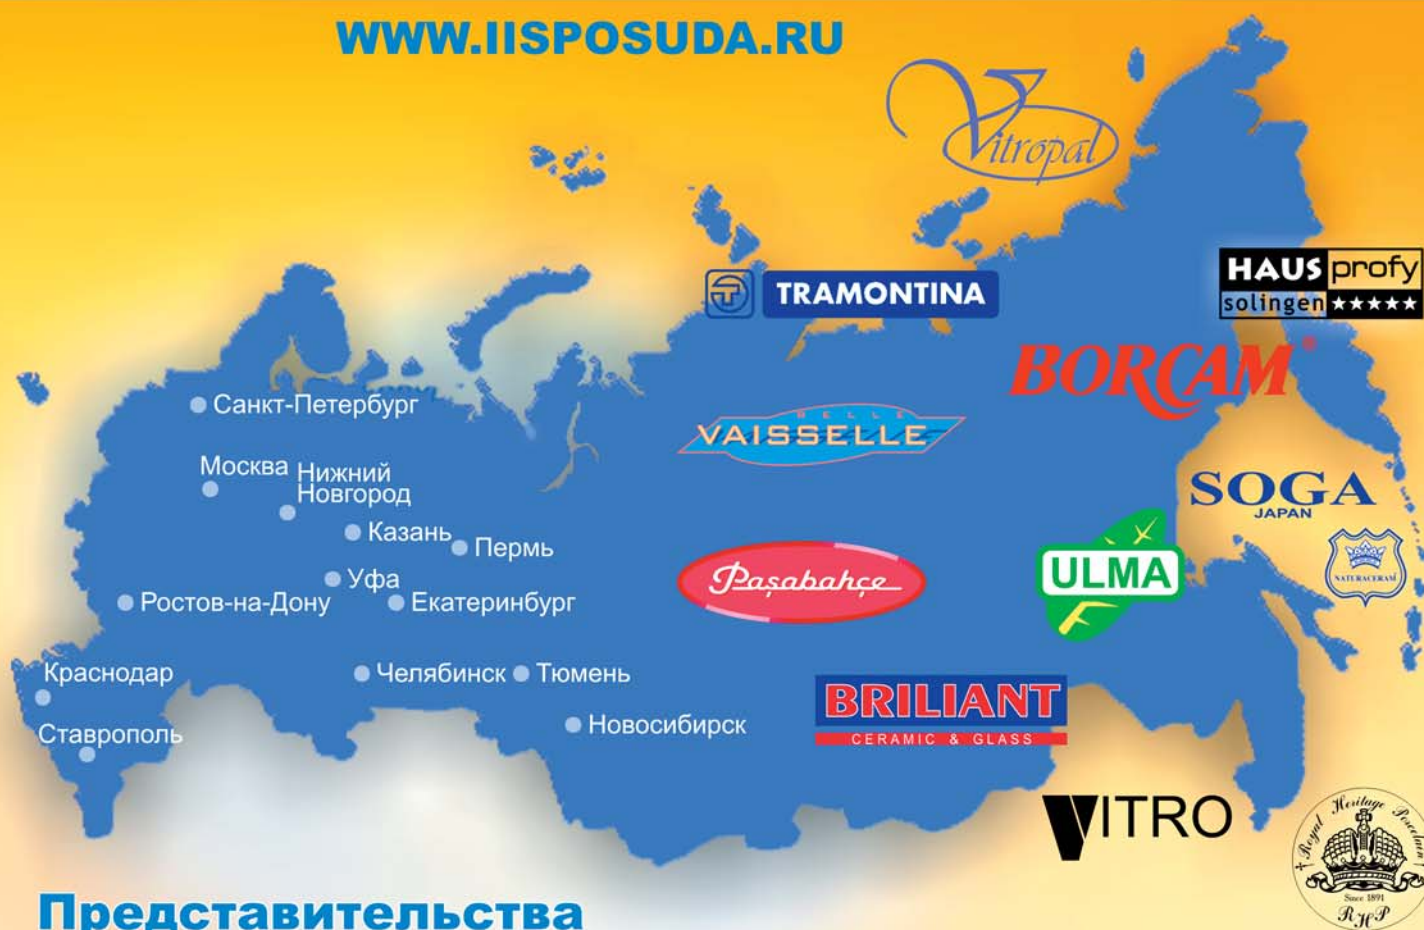 WWW.IISPOSUDA.RU
Vitropal
TRAMONTINA
HAUS profy
solingen ★★★★★
BORCAM®
Санкт-Петербург
BELLE
VAISSELLE
Москва
Нижний
Новгород
SOGA
JAPAN
Казань
Пермь
Paşabahçe
ULMA
NATURACERAM
Уфа
Ростов-на-Дону
Екатеринбург
Краснодар
Челябинск
Тюмень
BRILIANT
CERAMIC & GLASS
Ставрополь
Новосибирск
VITRO
Royal Heritage Porcelain
Since 1891
RHP
Представительства